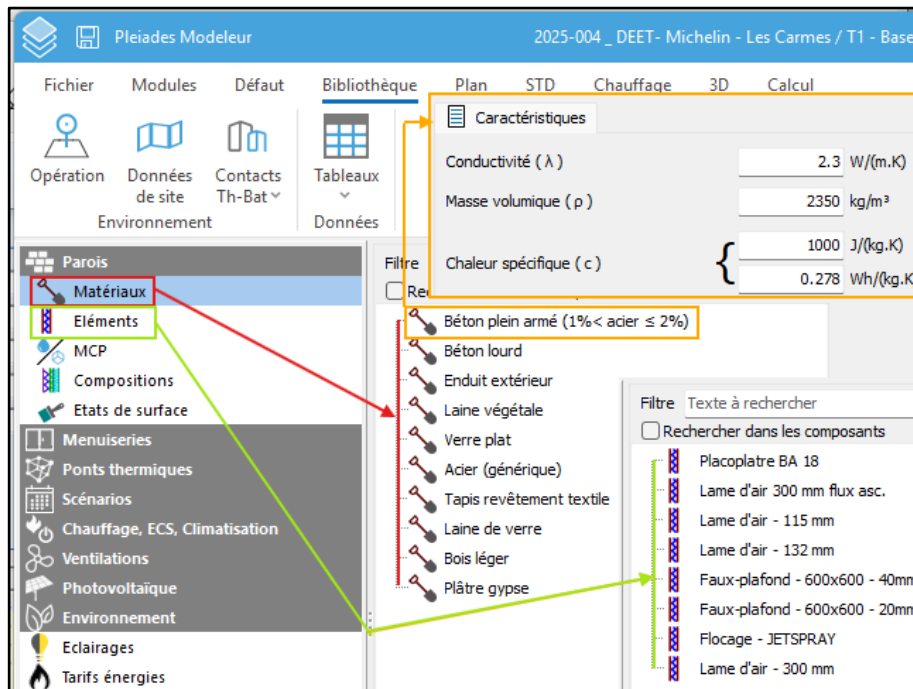 Pleiades Modeleur
2025-004 _ DEET- Michelin - Les Carmes / T1 - Base
Fichier Modules Défaut Bibliothèque Plan STD Chauffage 3D Calcul
Opération
Données de site
Contacts Th-Bat
Environnement
Tableaux
Données
Caractéristiques
Conductivité ( λ ) 2.3 W/(m.K)
Masse volumique ( ρ ) 2350 kg/m³
Chaleur spécifique ( c ) { 1000 J/(kg.K)
0.278 Wh/(kg.K
Parois
Matériaux
Eléments
MCP
Compositions
Etats de surface
Menuiseries
Ponts thermiques
Scénarios
Chauffage, ECS, Climatisation
Ventilations
Photovoltaïque
Environnement
Eclairages
Tarifs énergies
Filtre
Béton plein armé (1%< acier ≤ 2%)
Béton lourd
Enduit extérieur
Laine végétale
Verre plat
Acier (générique)
Tapis revêtement textile
Laine de verre
Bois léger
Plâtre gypse
Filtre Texte à rechercher
Rechercher dans les composants
Placoplatre BA 18
Lame d'air 300 mm flux asc.
Lame d'air - 115 mm
Lame d'air - 132 mm
Faux-plafond - 600x600 - 40mm
Faux-plafond - 600x600 - 20mm
Flocage - JETSPRAY
Lame d'air - 300 mm